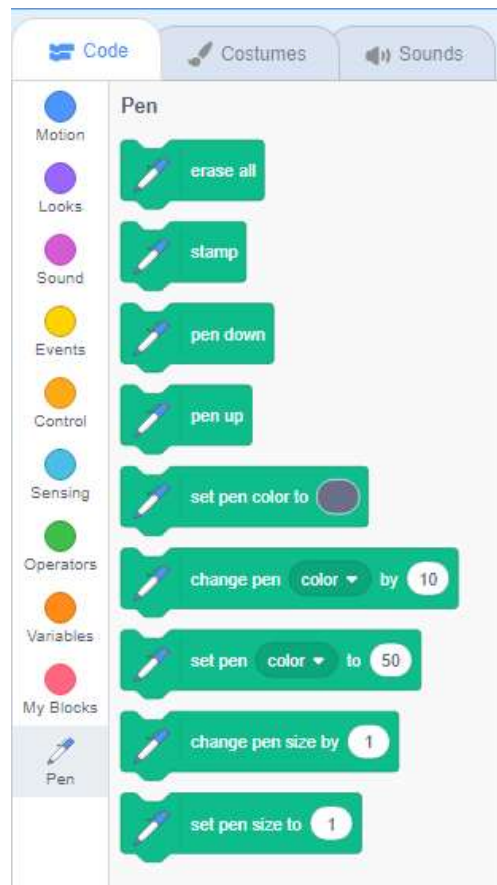 Code Costumes Sounds
Motion
Looks
Sound
Events
Control
Sensing
Operators
Variables
My Blocks
Pen
Pen
erase all
stamp
pen down
pen up
set pen color to
change pen color by 10
set pen color to 50
change pen size by 1
set pen size to 1